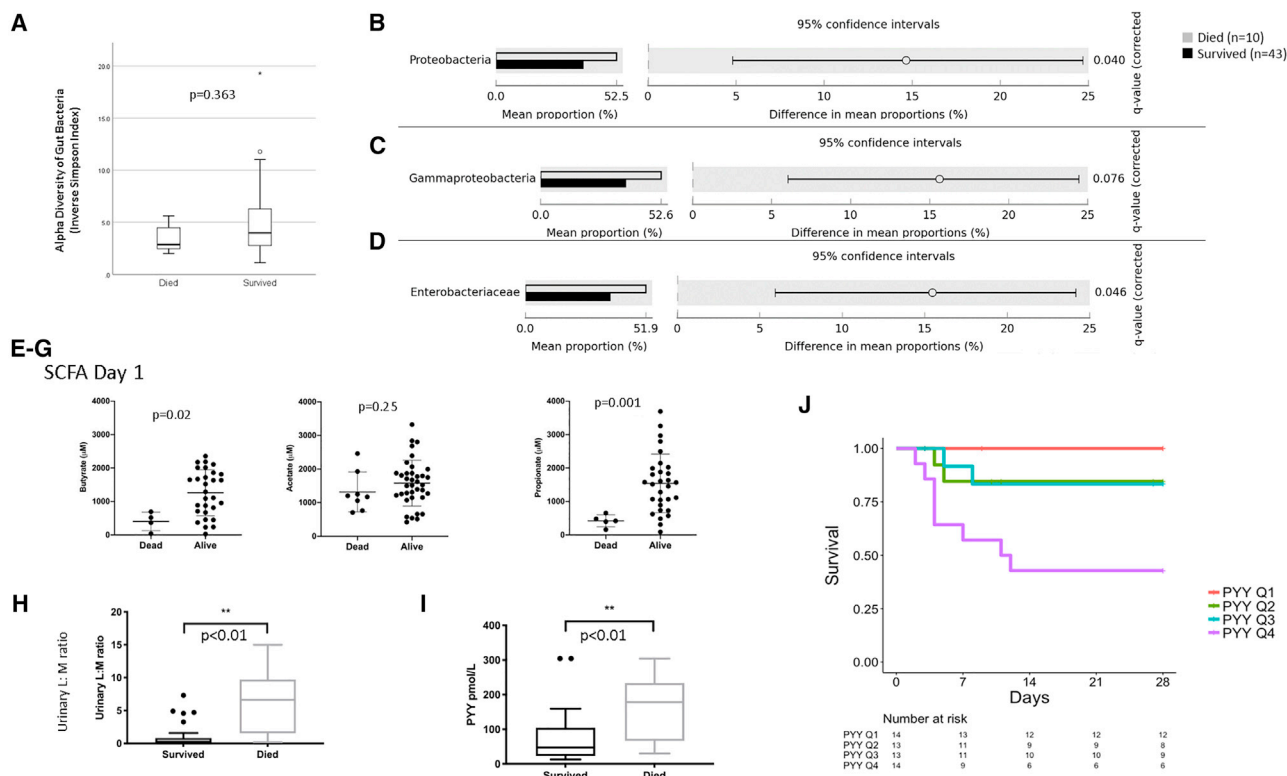 A
Alpha Diversity of Gut Bacteria
(Inverse Simpson Index)
20.0
15.0
10.0
5.0
.0
p=0.363
*
Died
Survived
B
95% confidence intervals
Proteobacteria
0.040
q-value (corrected
0.0
52.5
Mean proportion (%)
0
5
10
15
20
25
Difference in mean proportions (%)
Died (n=10)
Survived (n=43)
C
95% confidence intervals
Gammaproteobacteria
0.076
q-value (corrected
0.0
52.6
Mean proportion (%)
0
5
10
15
20
25
Difference in mean proportions (%)
D
95% confidence intervals
Enterobacteriaceae
0.046
q-value (corrected
0.0
51.9
Mean proportion (%)
0
5
10
15
20
25
Difference in mean proportions (%)
E-G
SCFA Day 1
Butyrate (uM)
4000
3000
2000
1000
0
p=0.02
Dead
Alive
Acetate (uM)
4000
3000
2000
1000
0
p=0.25
Dead
Alive
Propionate (uM)
4000
3000
2000
1000
0
p=0.001
Dead
Alive
H
Urinary L: M ratio
Urinary L:M ratio
20
15
10
5
0
**
p<0.01
Survived
Died
I
PYY pmol/L
400
300
200
100
0
**
p<0.01
Survived
Died
J
Survival
1.00
0.75
0.50
0.25
0.00
0
7
14
21
28
Days
PYY Q1
PYY Q2
PYY Q3
PYY Q4
Number at risk
PYY Q1 14 13 12 12 12
PYY Q2 13 11 9 9 8
PYY Q3 13 11 10 10 9
PYY Q4 14 9 6 6 6